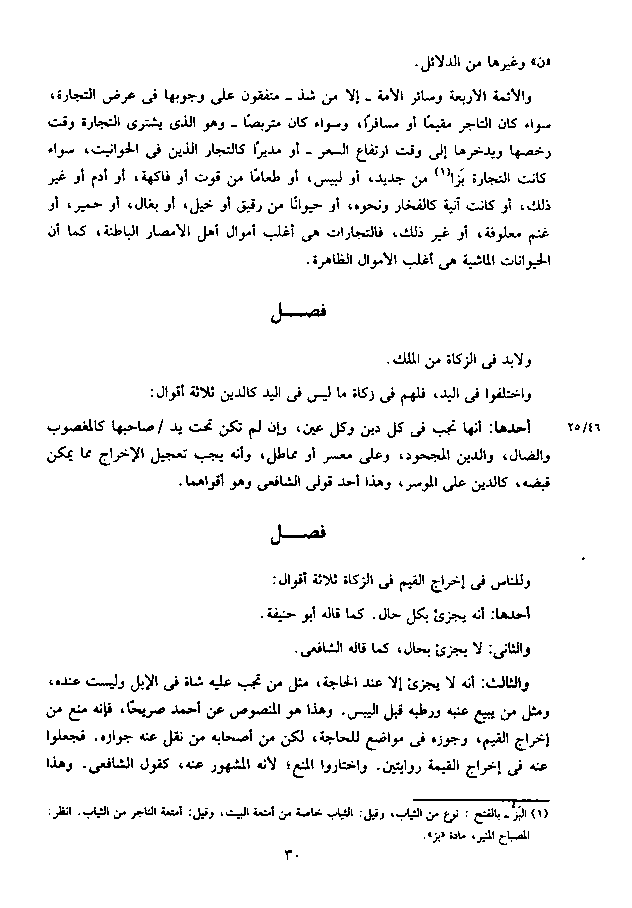 «ن» وغيرها من الدلائل.
والأئمة الأربعة وسائر الأمة ـ إلا من شذ ـ متفقون على وجوبها فى عرض التجارة،
سواء كان التاجر مقيمًا أو مسافرًا، وسواء كان متربصًا ـ وهو الذى يشترى التجارة وقت
رخصها ويدخرها إلى وقت ارتفاع السعر ـ أو مديرًا كالتجار الذين فى الحوانيت، سواء
كانت التجارة بَزّا(١) من جديد، أو لبيس، أو طعامًا من قوت أو فاكهة، أو أدم أو غير
ذلك، أو كانت آنية كالفخار ونحوه، أو حيوانًا من رقيق أو خيل، أو بغال، أو حمير، أو
غنم معلوفة، أو غير ذلك، فالتجارات هى أغلب أموال أهل الأمصار الباطنة، كما أن
الحيوانات الماشية هى أغلب الأموال الظاهرة.
فصــل
ولابد فى الزكاة من الملك.
واختلفوا فى اليد، فلهم فى زكاة ما ليس فى اليد كالدين ثلاثة أقوال:
٢٥/٤٦ أحدها: أنها تجب فى كل دين وكل عين، وإن لم تكن تحت يد / صاحبها كالمغصوب
والضال، والدين المجحود، وعلى معسر أو مماطل، وأنه يجب تعجيل الإخراج مما يمكن
قبضه، كالدين على الموسر، وهذا أحد قولى الشافعى وهو أقواهما.
فصــل
وللناس فى إخراج القيم فى الزكاة ثلاثة أقوال:
أحدها: أنه يجزئ بكل حال. كما قاله أبو حنيفة.
والثانى: لا يجزئ بحال، كما قاله الشافعى.
والثالث: أنه لا يجزئ إلا عند الحاجة، مثل من تجب عليه شاة فى الإبل وليست عنده،
ومثل من يبيع عنبه ورطبه قبل اليبس. وهذا هو المنصوص عن أحمد صريحًا، فإنه منع من
إخراج القيم، وجوزه فى مواضع للحاجة، لكن من أصحابه من نقل عنه جوازه. فجعلوا
عنه فى إخراج القيمة روايتين. واختاروا المنع؛ لأنه المشهور عنه، كقول الشافعى. وهذا
(١) البَزُّ ـ بالفتح: نوع من الثياب، وقيل: الثياب خاصة من أمتعة البيت، وقيل: أمتعة التاجر من الثياب. انظر:
المصباح المنير، مادة «بز».
٣٠